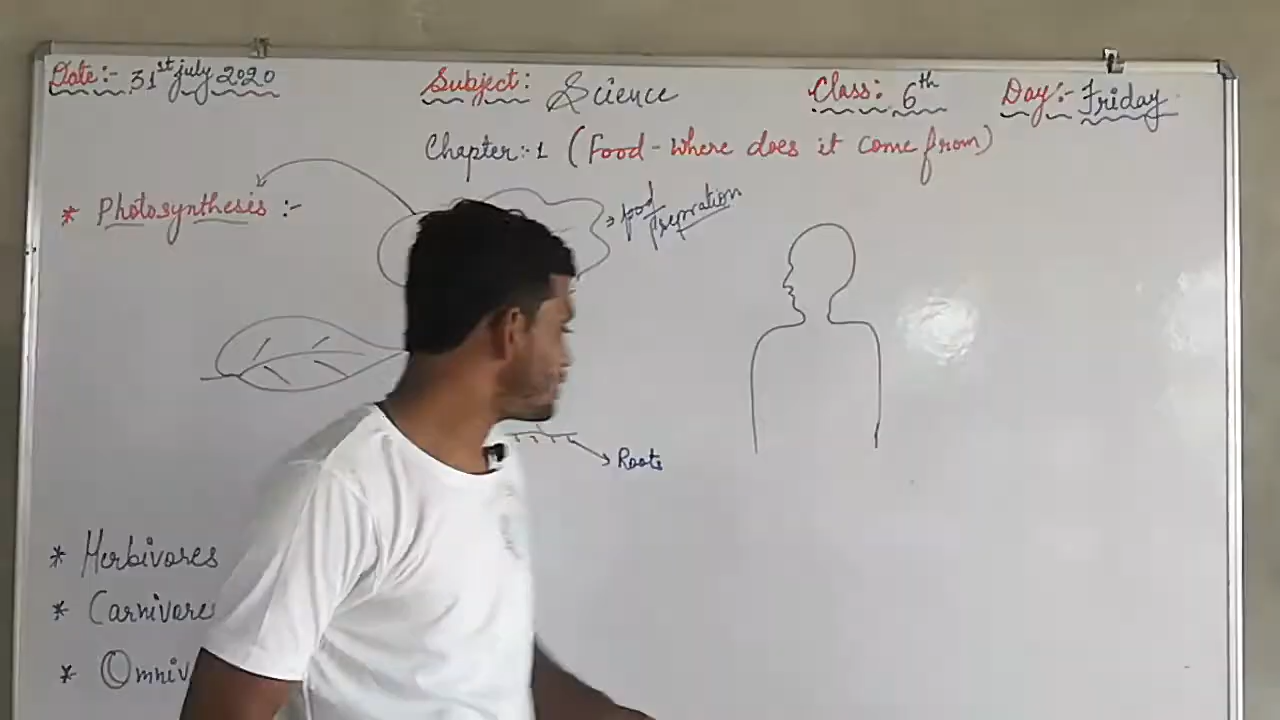 Date:- 31st july 2020 Subject: Science Class: 6th Day:- Friday
Chapter:-1 (Food - Where does it come from)
* Photosynthesis :-
food
Roots
* Herbivores
* Carnivore
* Omniv